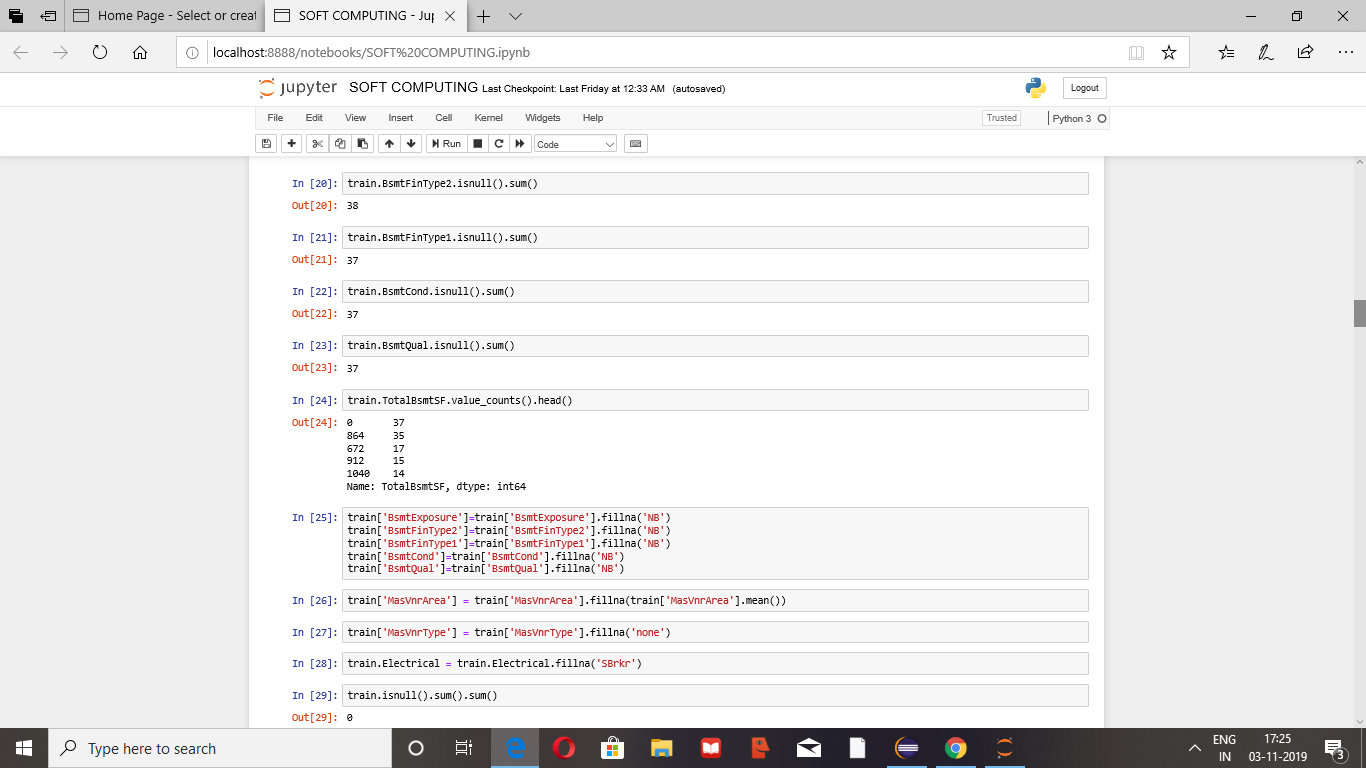 Home Page - Select or creat
SOFT COMPUTING - Jup
localhost:8888/notebooks/SOFT%20COMPUTING.ipynb
jupyter SOFT COMPUTING Last Checkpoint: Last Friday at 12:33 AM (autosaved)
Logout
File Edit View Insert Cell Kernel Widgets Help
Trusted
Python 3
Run
Code
In [20]: train.BsmtFinType2.isnull().sum()
Out[20]: 38
In [21]: train.BsmtFinType1.isnull().sum()
Out[21]: 37
In [22]: train.BsmtCond.isnull().sum()
Out[22]: 37
In [23]: train.BsmtQual.isnull().sum()
Out[23]: 37
In [24]: train.TotalBsmtSF.value_counts().head()
Out[24]: 0 37
864 35
672 17
912 15
1040 14
Name: TotalBsmtSF, dtype: int64
In [25]: train['BsmtExposure']=train['BsmtExposure'].fillna('NB')
train['BsmtFinType2']=train['BsmtFinType2'].fillna('NB')
train['BsmtFinType1']=train['BsmtFinType1'].fillna('NB')
train['BsmtCond']=train['BsmtCond'].fillna('NB')
train['BsmtQual']=train['BsmtQual'].fillna('NB')
In [26]: train['MasVnrArea'] = train['MasVnrArea'].fillna(train['MasVnrArea'].mean())
In [27]: train['MasVnrType'] = train['MasVnrType'].fillna('none')
In [28]: train.Electrical = train.Electrical.fillna('SBrkr')
In [29]: train.isnull().sum().sum()
Out[29]: 0
Type here to search
ENG
IN
17:25
03-11-2019
3